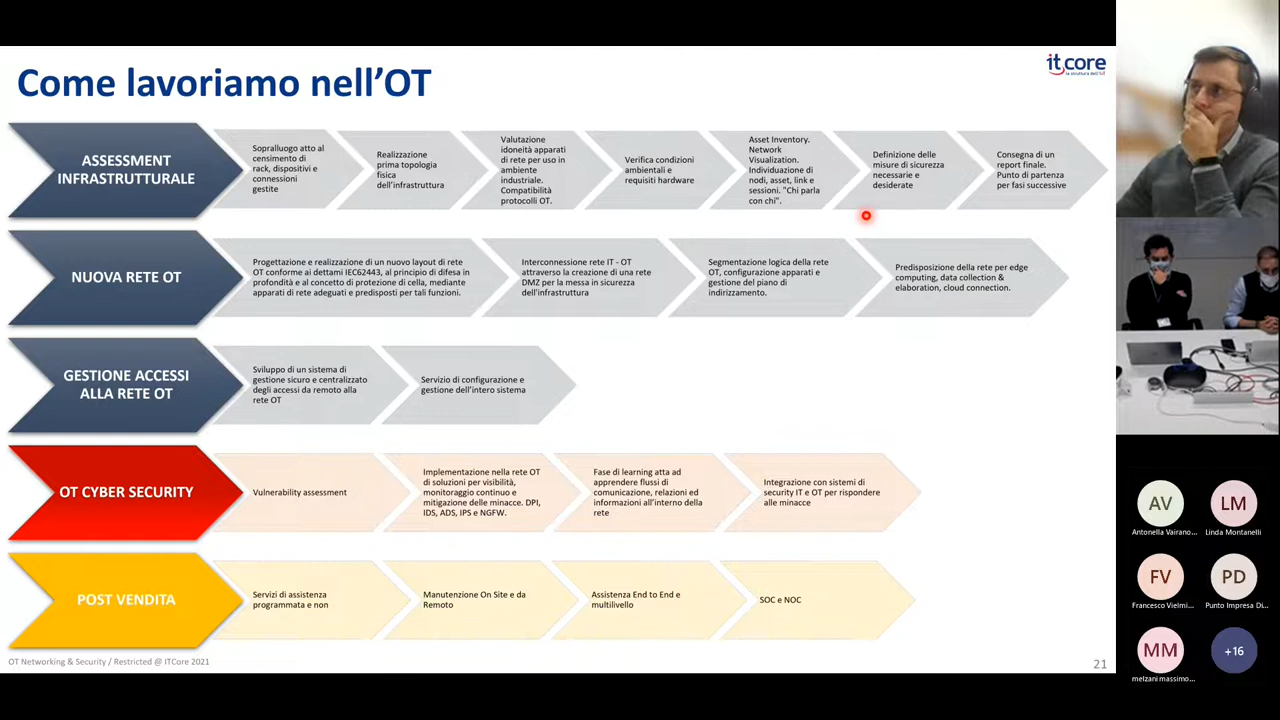 Come lavoriamo nell'OT
it core
la struttura dell'IoT
ASSESSMENT
INFRASTRUTTURALE
Sopralluogo atto al
censimento di
rack, dispositivi e
connessioni
gestite
Realizzazione
prima topologia
fisica
dell'infrastruttura
Valutazione
idoneità apparati
di rete per uso in
ambiente
industriale.
Compatibilità
protocolli OT.
Verifica condizioni
ambientali e
requisiti hardware
Asset Inventory.
Network
Visualization.
Individuazione di
nodi, asset, link e
sessioni. "Chi parla
con chi".
Definizione delle
misure di sicurezza
necessarie e
desiderate
Consegna di un
report finale.
Punto di partenza
per fasi successive
NUOVA RETE OT
Progettazione e realizzazione di un nuovo layout di rete
OT conforme ai dettami IEC62443, al principio di difesa in
profondità e al concetto di protezione di cella, mediante
apparati di rete adeguati e predisposti per tali funzioni.
Interconnessione rete IT - OT
attraverso la creazione di una rete
DMZ per la messa in sicurezza
dell'infrastruttura
Segmentazione logica della rete
OT, configurazione apparati e
gestione del piano di
indirizzamento.
Predisposizione della rete per edge
computing, data collection &
elaboration, cloud connection.
GESTIONE ACCESSI
ALLA RETE OT
Sviluppo di un sistema di
gestione sicuro e centralizzato
degli accessi da remoto alla
rete OT
Servizio di configurazione e
gestione dell'intero sistema
OT CYBER SECURITY
Vulnerability assessment
Implementazione nella rete OT
di soluzioni per visibilità,
monitoraggio continuo e
mitigazione delle minacce. DPI,
IDS, ADS, IPS e NGFW.
Fase di learning atta ad
apprendere flussi di
comunicazione, relazioni ed
informazioni all'interno della
rete
Integrazione con sistemi di
security IT e OT per rispondere
alle minacce
POST VENDITA
Servizi di assistenza
programmata e non
Manutenzione On Site e da
Remoto
Assistenza End to End e
multilivello
SOC e NOC
OT Networking & Security / Restricted @ ITCore 2021
21
AV
Antonella Vairano...
LM
Linda Montanelli
FV
Francesco Vielmi...
PD
Punto Impresa Di...
MM
melzani massimo...
+16